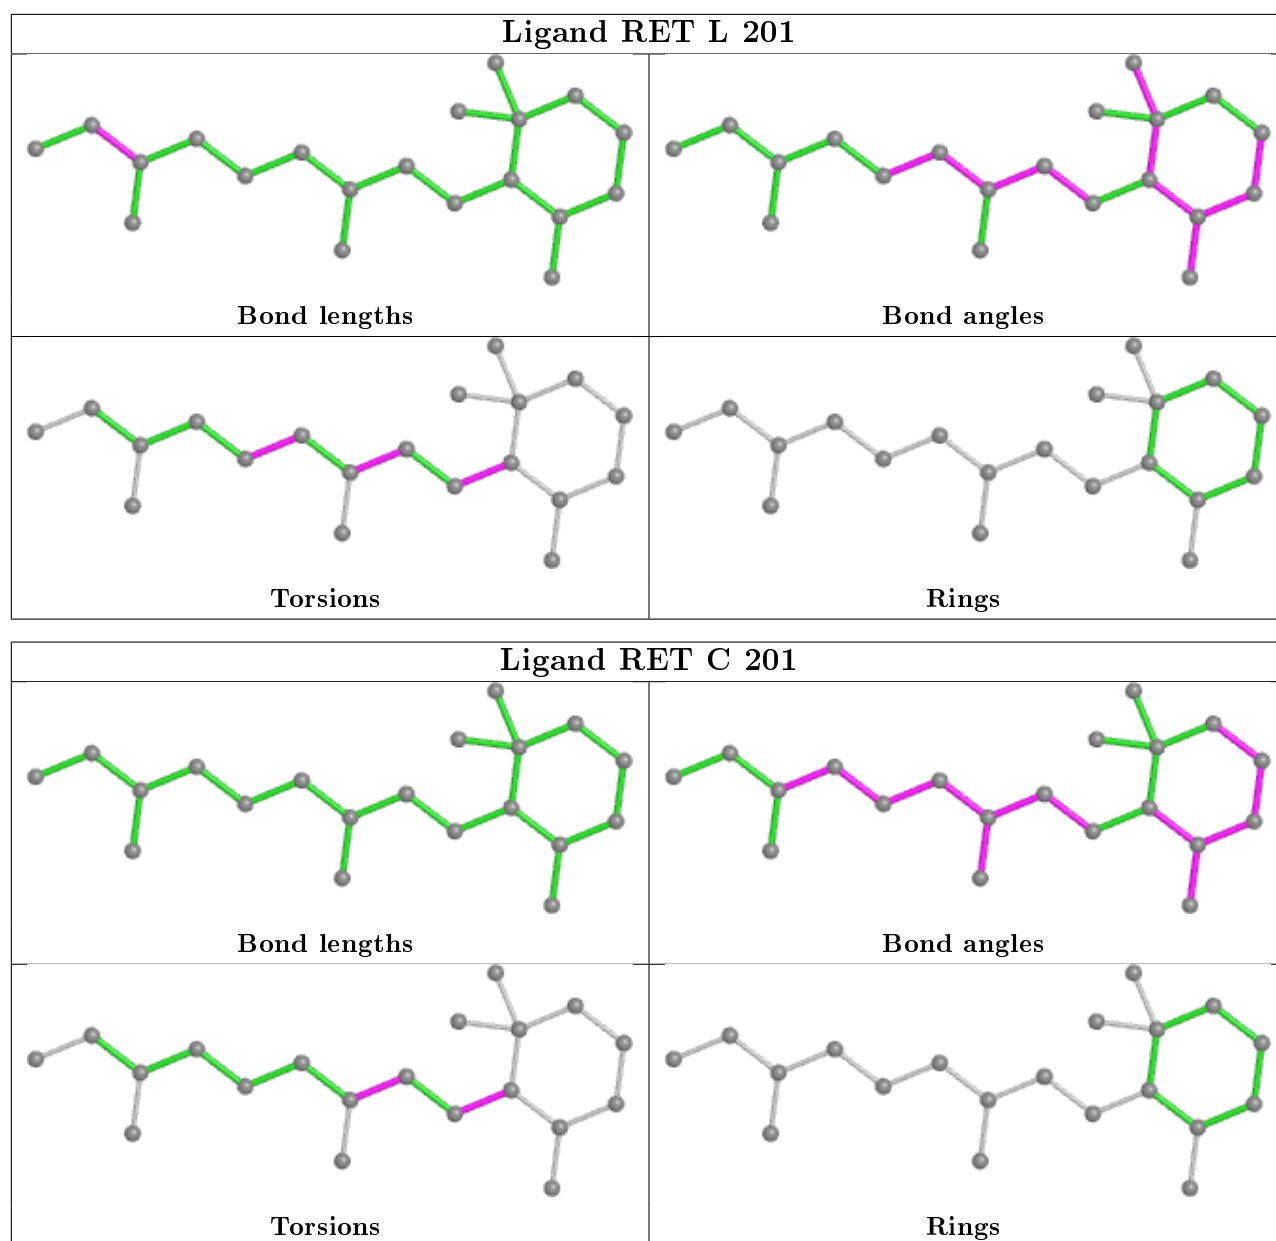 Ligand RET L 201
Bond lengths
Bond angles
Torsions
Rings
Ligand RET C 201
Bond lengths
Bond angles
Torsions
Rings